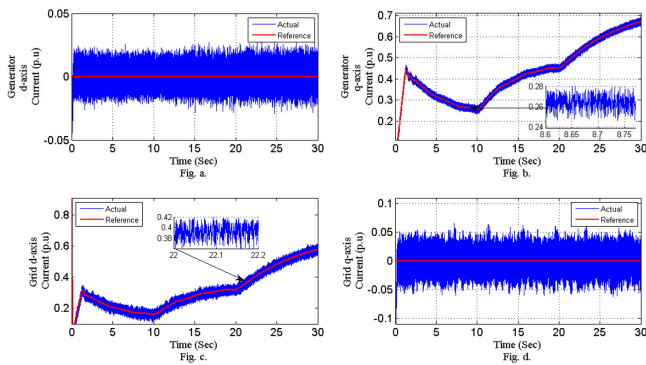 0.05
0
-0.05
Generator
d-axis
Current (p.u)
Actual
Reference
0 5 10 15 20 25 30
Time (Sec)
Fig. a.
0.7
0.6
0.5
0.4
0.3
0.2
Generator
q-axis
Current (p.u)
Actual
Reference
0.28
0.26
0.24
8.6 8.65 8.7 8.75
0 5 10 15 20 25 30
Time (Sec)
Fig. b.
0.8
0.6
0.4
0.2
Grid d-axis
Current (p.u)
Actual
Reference
0.42
0.4
0.38
22 22.1 22.2
0 5 10 15 20 25 30
Time (Sec)
Fig. c.
0.1
0.05
0
-0.05
-0.1
Grid q-axis
Current (p.u)
Actual
Reference
0 5 10 15 20 25 30
Time (Sec)
Fig. d.